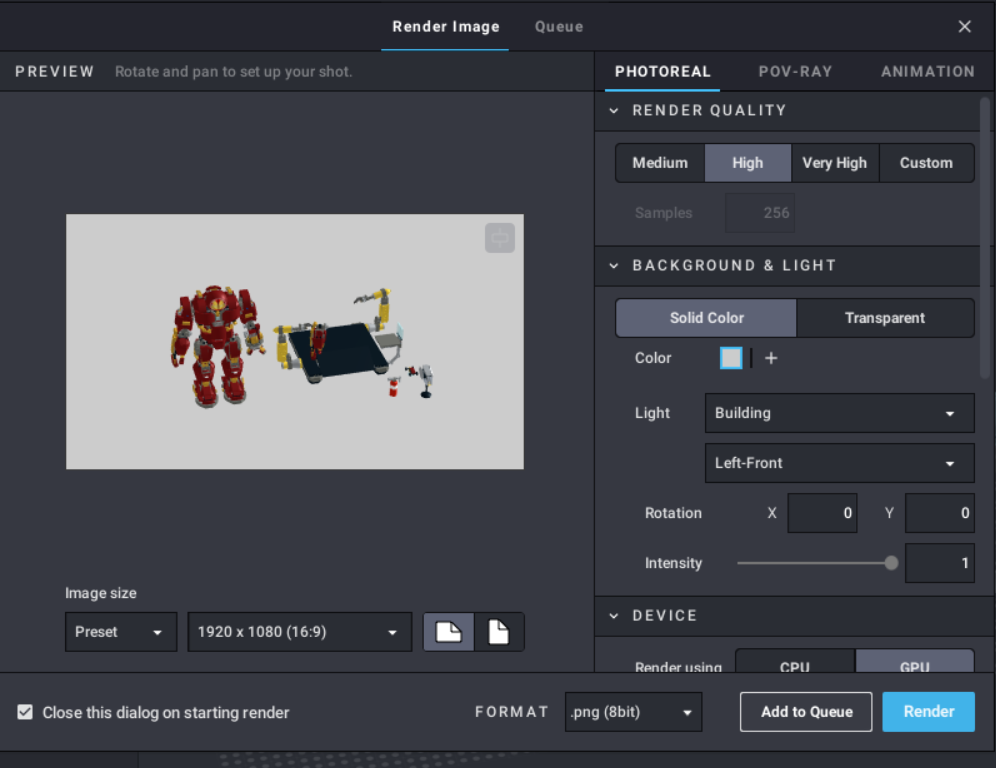 Render Image Queue
PREVIEW Rotate and pan to set up your shot.
PHOTOREAL POV-RAY ANIMATION
RENDER QUALITY
Medium High Very High Custom
Samples 256
BACKGROUND & LIGHT
Solid Color Transparent
Color
Light Building
Left-Front
Rotation X 0 Y 0
Intensity 1
Image size
Preset 1920 x 1080 (16:9)
DEVICE
Render using CPU GPU
Close this dialog on starting render
FORMAT .png (8bit) Add to Queue Render